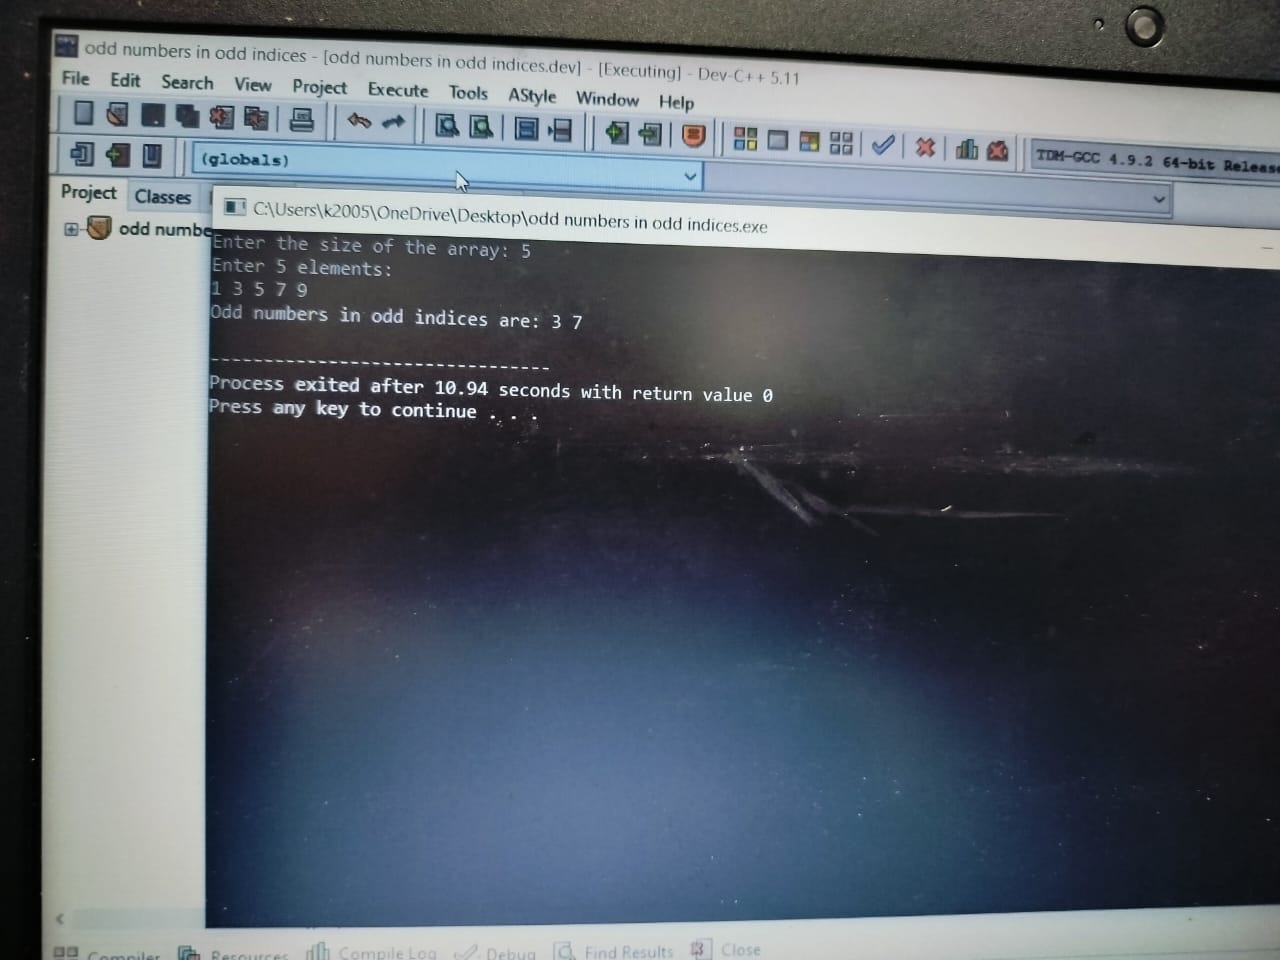 odd numbers in odd indices - [odd numbers in odd indices.dev] - [Executing] - Dev-C++ 5.11
File Edit Search View Project Execute Tools AStyle Window Help
TDM-GCC 4.9.2 64-bit Release
(globals)
Project Classes
odd numbe
C:\Users\k2005\OneDrive\Desktop\odd numbers in odd indices.exe
Enter the size of the array: 5
Enter 5 elements:
1 3 5 7 9
Odd numbers in odd indices are: 3 7
--------------------------------
Process exited after 10.94 seconds with return value 0
Press any key to continue . . .
Compiler Resources Compile Log Debug Find Results Close